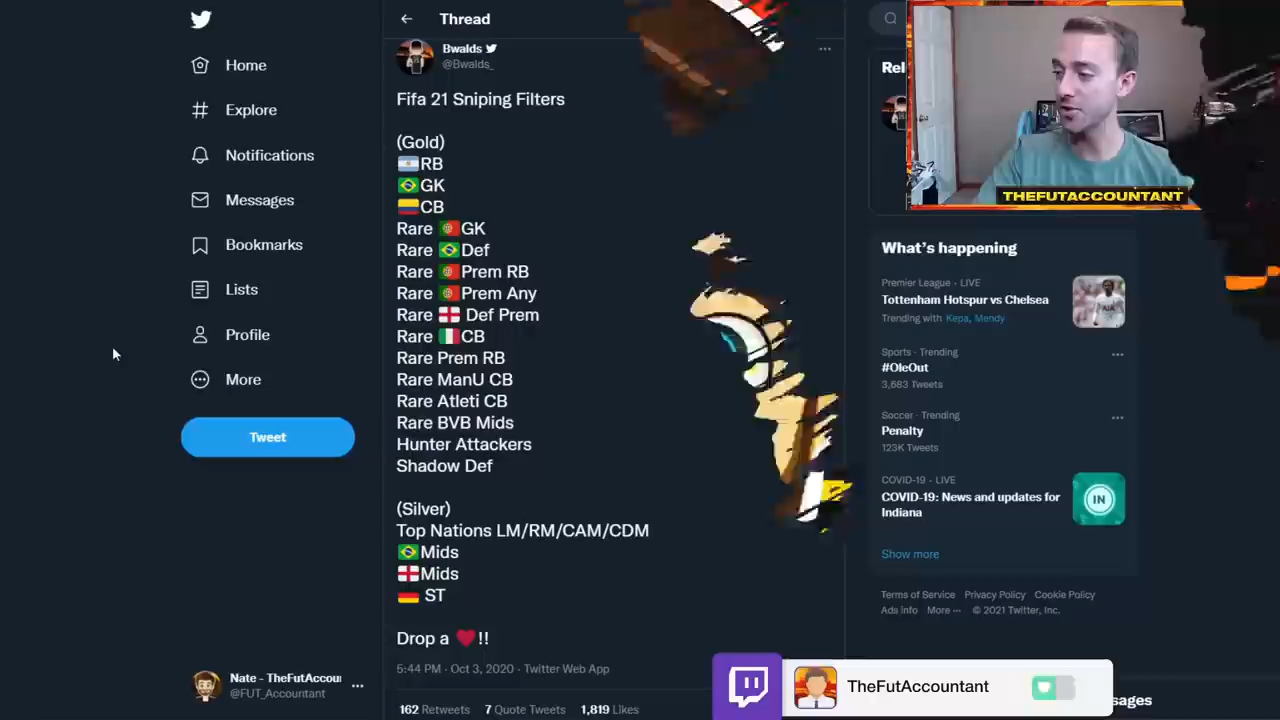 Home
Explore
Notifications
Messages
Bookmarks
Lists
Profile
More
Tweet
Nate - TheFutAccou
@FUT_Accountant
Thread
Bwalds
@Bwalds_
Fifa 21 Sniping Filters
(Gold)
🇦🇷RB
🇧🇷GK
🇨🇴CB
Rare 🇵🇹GK
Rare 🇧🇷Def
Rare 🇵🇹Prem RB
Rare 🇵🇹Prem Any
Rare 🏴󠁧󠁢󠁥󠁮󠁧󠁿 Def Prem
Rare 🇮🇹CB
Rare Prem RB
Rare ManU CB
Rare Atleti CB
Rare BVB Mids
Hunter Attackers
Shadow Def
(Silver)
Top Nations LM/RM/CAM/CDM
🇧🇷Mids
🏴󠁧󠁢󠁥󠁮󠁧󠁿Mids
🇩🇪 ST
Drop a ❤️!!
5:44 PM · Oct 3, 2020 · Twitter Web App
162 Retweets 7 Quote Tweets 1,819 Likes
Rel
THEFUTACCOUNTANT
What's happening
Premier League · LIVE
Tottenham Hotspur vs Chelsea
Trending with Kepa, Mendy
Sports · Trending
#OleOut
3,683 Tweets
Soccer · Trending
Penalty
123K Tweets
COVID-19 · LIVE
COVID-19: News and updates for
Indiana
IN
Show more
Terms of Service Privacy Policy Cookie Policy
Ads info More ··· © 2021 Twitter, Inc.
TheFutAccountant
ssages